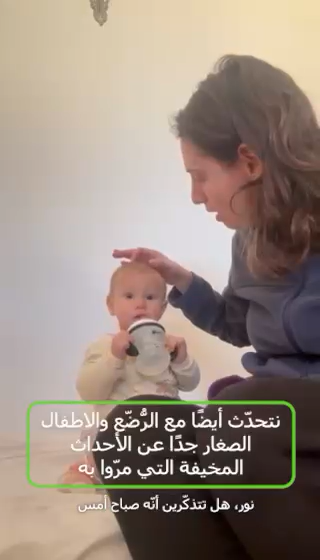 نتحدّث أيضًا مع الرُّضّع والاطفال
الصغار جدًا عن الأحداث
المخيفة التي مرّوا به
نور، هل تتذكّرين أنّه صباح أمس